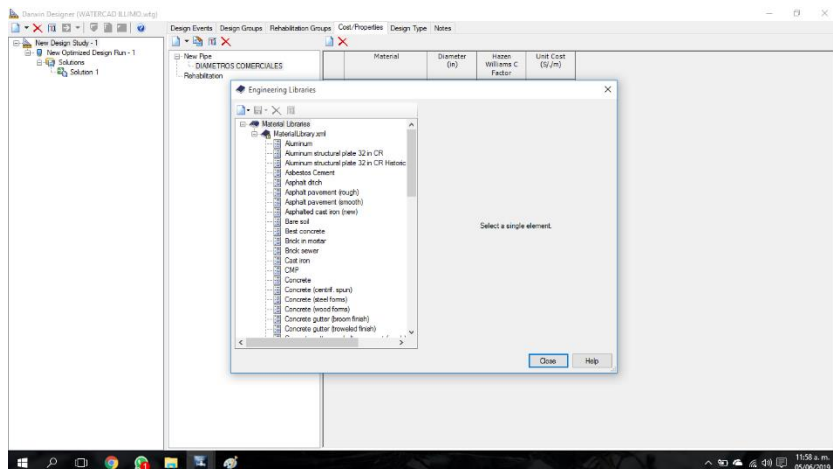 Darwin Designer (WATERCAD ILLIMO.wtg)
Design Events Design Groups Rehabilitation Groups Cost/Properties Design Type Notes
New Design Study - 1
New Optimized Design Run - 1
Solutions
Solution 1
New Pipe
DIAMETROS COMERCIALES
Rehabilitation
Material Diameter (in) Hazen Williams C Factor Unit Cost ($/m)
Engineering Libraries
Material Libraries
MaterialLibrary.xml
Aluminum
Aluminum structural plate 32 in CR
Aluminum structural plate 32 in CR Historic
Asbestos Cement
Asphalt ditch
Asphalt pavement (rough)
Asphalt pavement (smooth)
Asphalted cast iron (new)
Bare soil
Best concrete
Brick in mortar
Brick sewer
Cast iron
CMP
Concrete
Concrete (centrif. spun)
Concrete (steel forms)
Concrete (wood forms)
Concrete gutter (broom finish)
Concrete gutter (troweled finish)
Select a single element.
Close Help
11:58 a. m.
05/06/2019